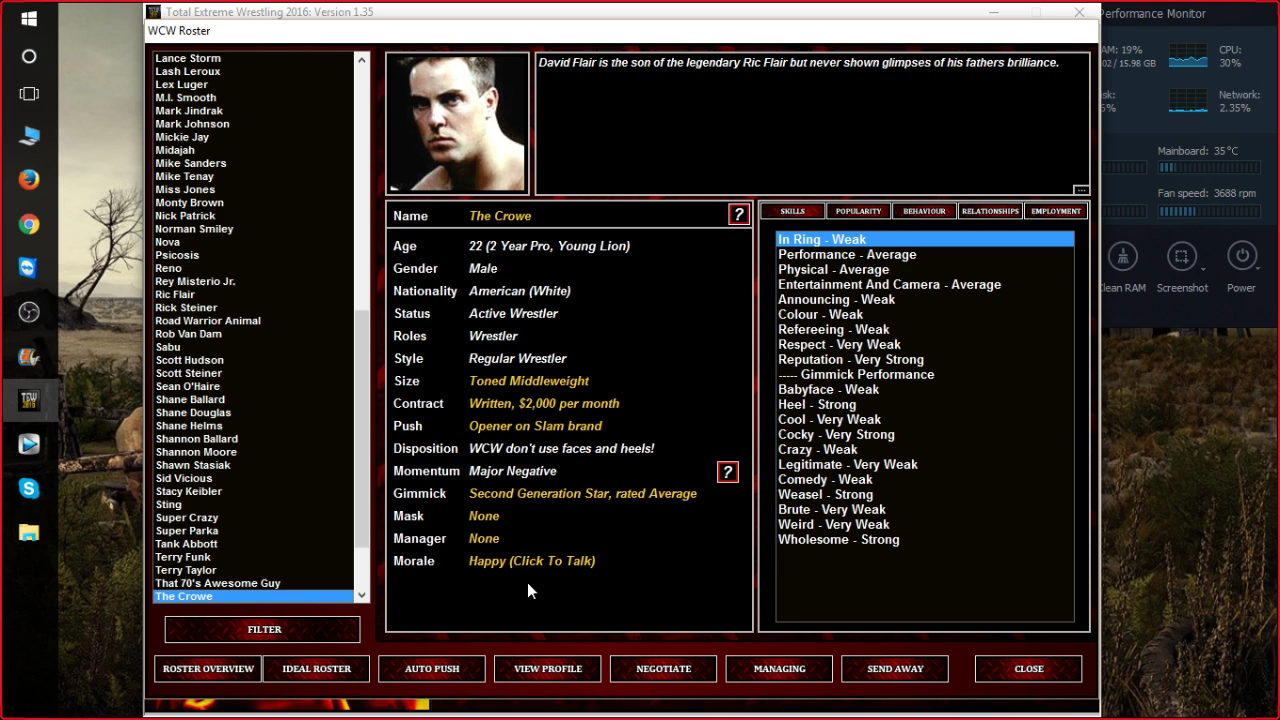 Total Extreme Wrestling 2016: Version 1.35
WCW Roster
Lance Storm
Lash Leroux
Lex Luger
M.I. Smooth
Mark Jindrak
Mark Johnson
Mickie Jay
Midajah
Mike Sanders
Mike Tenay
Miss Jones
Monty Brown
Nick Patrick
Norman Smiley
Nova
Psicosis
Reno
Rey Misterio Jr.
Ric Flair
Rick Steiner
Road Warrior Animal
Rob Van Dam
Sabu
Scott Hudson
Scott Steiner
Sean O'Haire
Shane Ballard
Shane Douglas
Shane Helms
Shannon Ballard
Shannon Moore
Shawn Stasiak
Sid Vicious
Stacy Keibler
Sting
Super Crazy
Super Parka
Tank Abbott
Terry Funk
Terry Taylor
That 70's Awesome Guy
The Crowe
FILTER
David Flair is the son of the legendary Ric Flair but never shown glimpses of his fathers brilliance.
...
Name The Crowe ?
Age 22 (2 Year Pro, Young Lion)
Gender Male
Nationality American (White)
Status Active Wrestler
Roles Wrestler
Style Regular Wrestler
Size Toned Middleweight
Contract Written, $2,000 per month
Push Opener on Slam brand
Disposition WCW don't use faces and heels!
Momentum Major Negative ?
Gimmick Second Generation Star, rated Average
Mask None
Manager None
Morale Happy (Click To Talk)
SKILLS POPULARITY BEHAVIOUR RELATIONSHIPS EMPLOYMENT
In Ring - Weak
Performance - Average
Physical - Average
Entertainment And Camera - Average
Announcing - Weak
Colour - Weak
Refereeing - Weak
Respect - Very Weak
Reputation - Very Strong
----- Gimmick Performance
Babyface - Weak
Heel - Strong
Cool - Very Weak
Cocky - Very Strong
Crazy - Weak
Legitimate - Very Weak
Comedy - Weak
Weasel - Strong
Brute - Very Weak
Weird - Very Weak
Wholesome - Strong
ROSTER OVERVIEW IDEAL ROSTER AUTO PUSH VIEW PROFILE NEGOTIATE MANAGING SEND AWAY CLOSE
Performance Monitor
AM: 19%
02 / 15.98 GB
CPU:
30%
sk:
5%
Network:
2.35%
Mainboard: 35°C
Fan speed: 3688 rpm
lean RAM Screenshot Power
TEW
2016